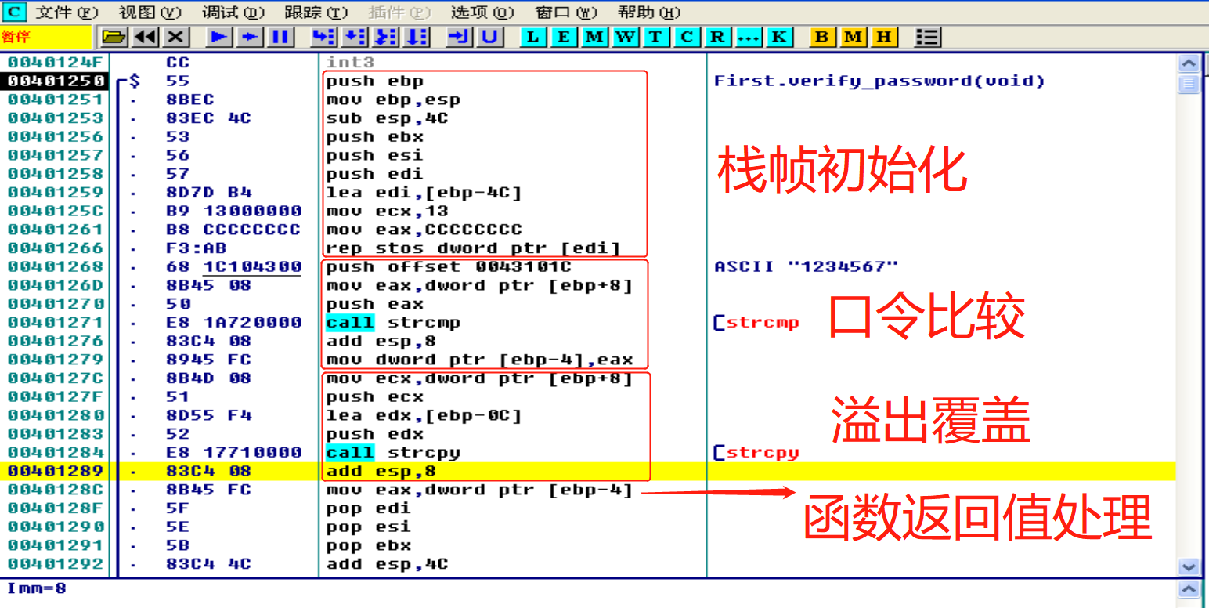 C 文件(F) 视图(V) 调试(D) 跟踪(T) 插件(P) 选项(O) 窗口(W) 帮助(H)
暂停 L E M W T C R ... K B M H
0040124F CC int3
00401250 $ 55 push ebp First.verify_password(void)
00401251 . 8BEC mov ebp,esp
00401253 . 83EC 4C sub esp,4C
00401256 . 53 push ebx
00401257 . 56 push esi
00401258 . 57 push edi
栈帧初始化
00401259 . 8D7D B4 lea edi,[ebp-4C]
0040125C . B9 13000000 mov ecx,13
00401261 . B8 CCCCCCCC mov eax,CCCCCCCC
00401266 . F3:AB rep stos dword ptr [edi]
00401268 . 68 1C104300 push offset 0043101C ASCII "1234567"
0040126D . 8B45 08 mov eax,dword ptr [ebp+8]
00401270 . 50 push eax
口令比较
00401271 . E8 1A720000 call strcmp [strcmp
00401276 . 83C4 08 add esp,8
00401279 . 8945 FC mov dword ptr [ebp-4],eax
0040127C . 8B4D 08 mov ecx,dword ptr [ebp+8]
0040127F . 51 push ecx
00401280 . 8D55 F4 lea edx,[ebp-0C]
溢出覆盖
00401283 . 52 push edx
00401284 . E8 17710000 call strcpy [strcpy
00401289 . 83C4 08 add esp,8
0040128C . 8B45 FC mov eax,dword ptr [ebp-4]
函数返回值处理
0040128F . 5F pop edi
00401290 . 5E pop esi
00401291 . 5B pop ebx
00401292 . 83C4 4C add esp,4C
Imm=8